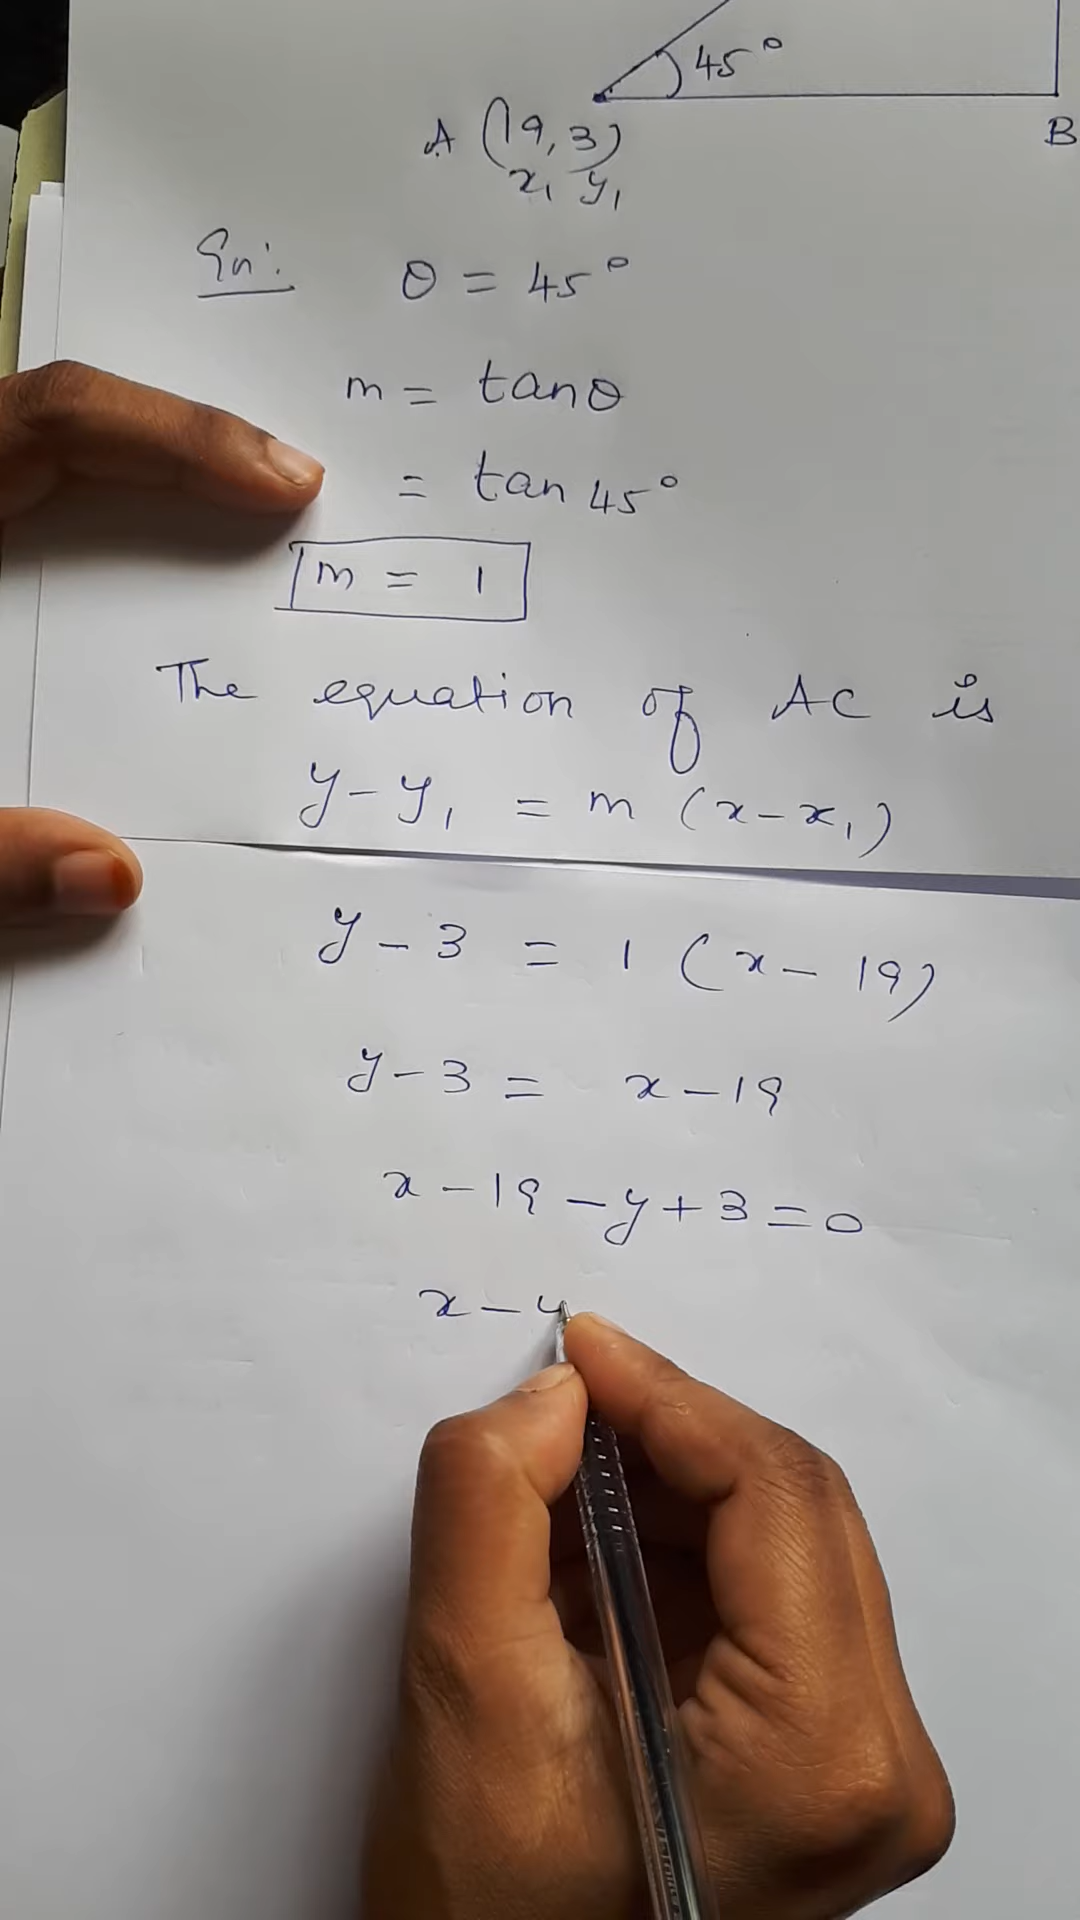 45°
A (19, 3)
B
x₁ y₁
Sn:
θ = 45°
m = tanθ
= tan 45°
m = 1
The equation of AC is
y - y₁ = m (x - x₁)
y - 3 = 1 (x - 19)
y - 3 = x - 19
x - 19 - y + 3 = 0
x - y